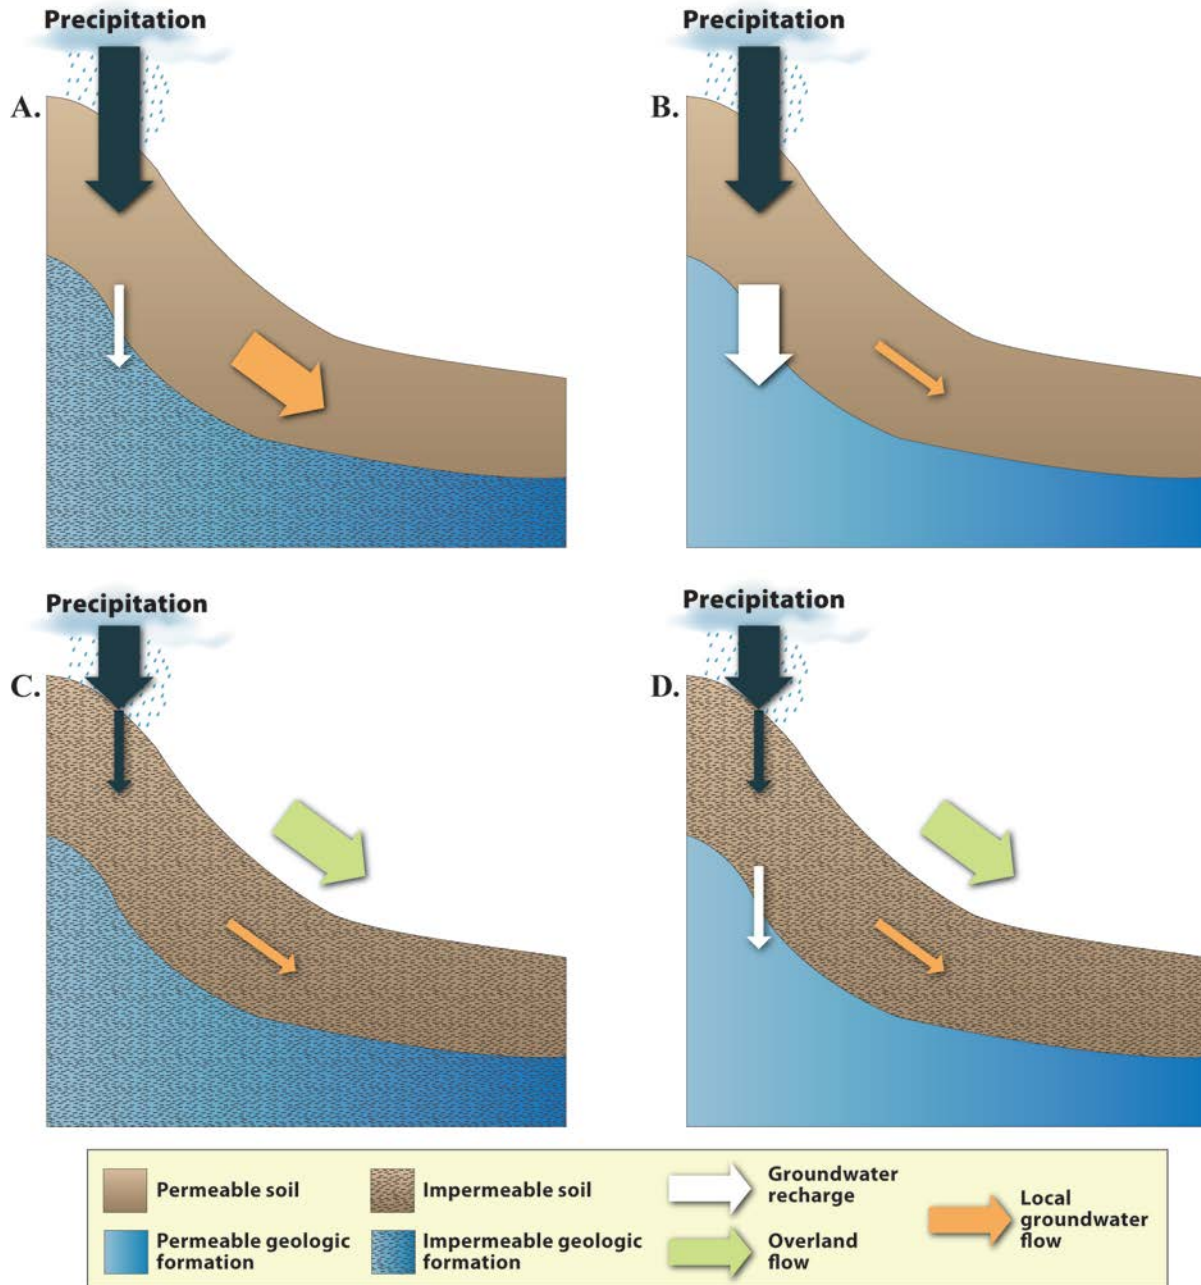 Precipitation
Precipitation
A.
B.
Precipitation
Precipitation
C.
D.
Permeable soil
Impermeable soil
Groundwater
recharge
Local
groundwater
flow
Permeable geologic
formation
Impermeable geologic
formation
Overland
flow